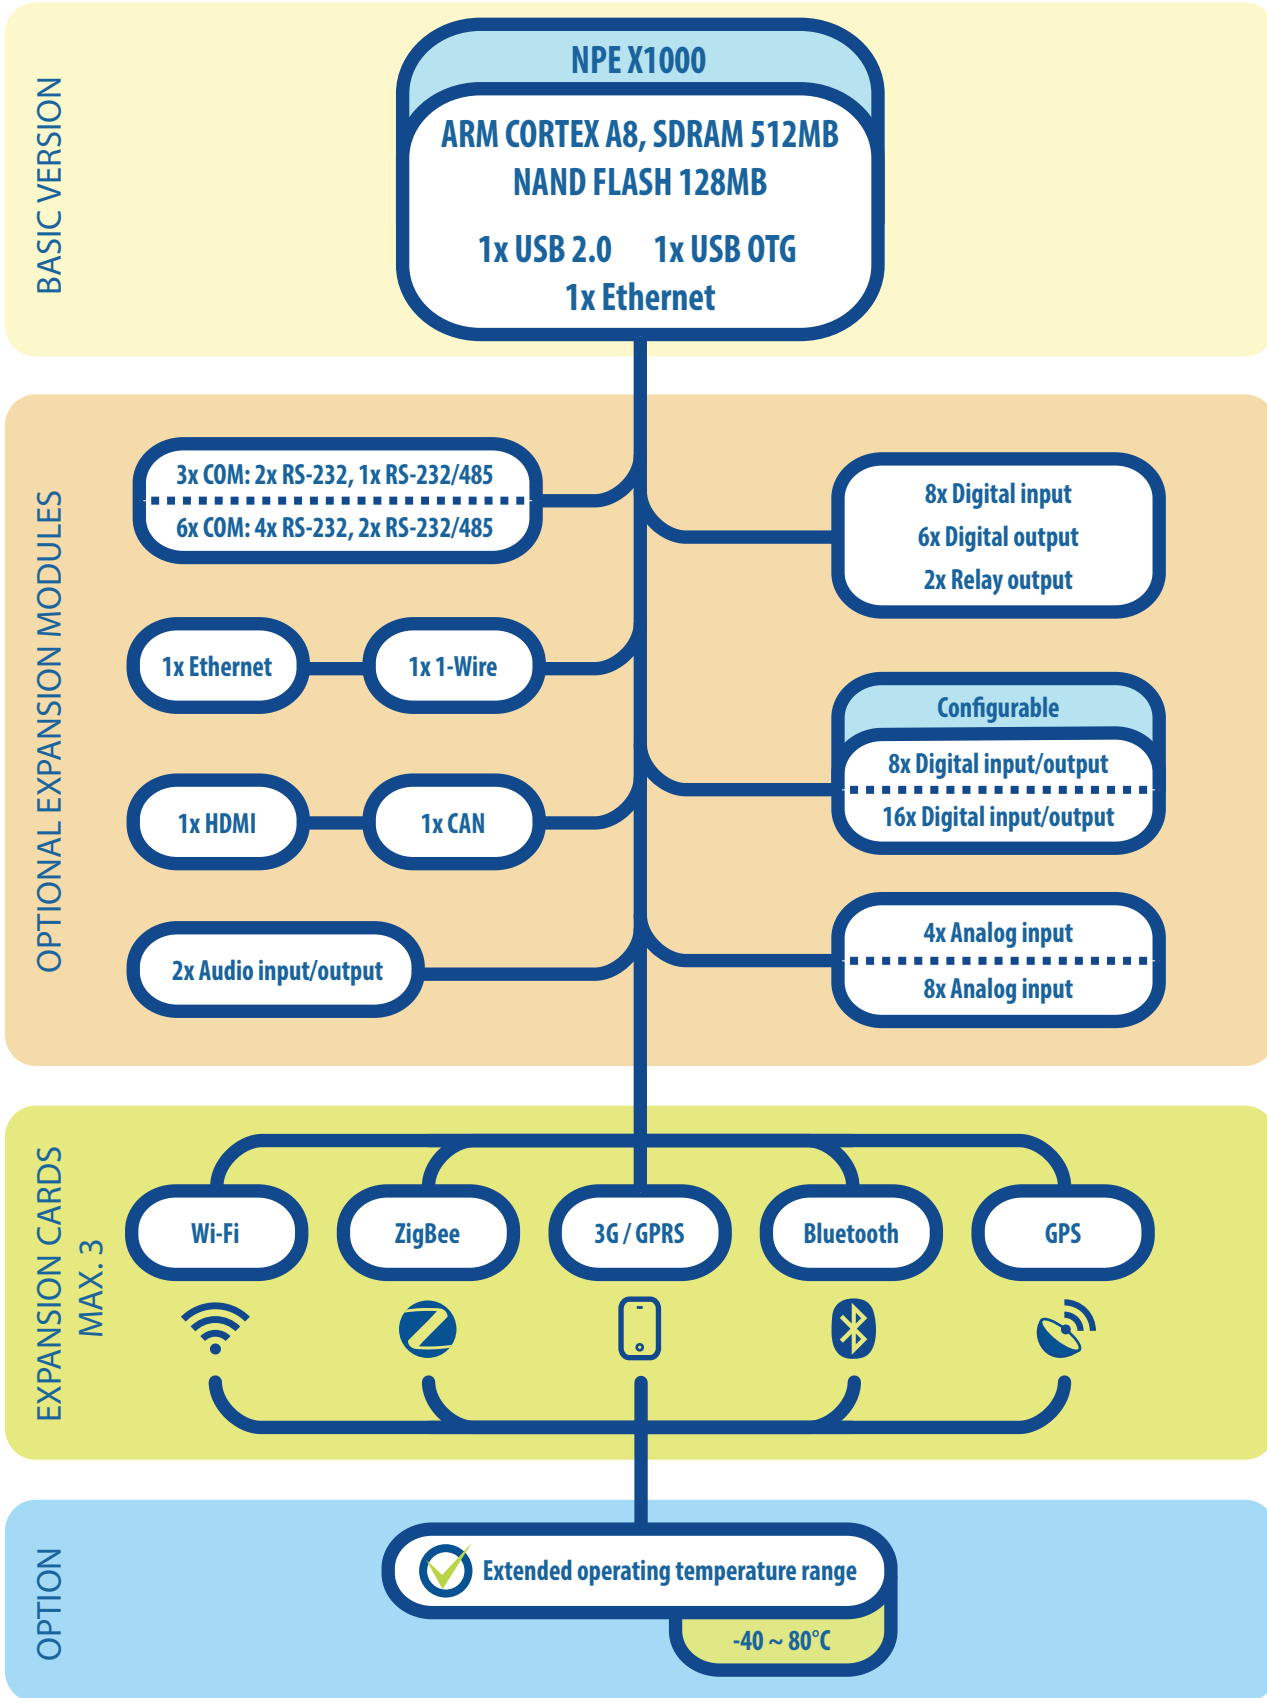 BASIC VERSION
NPE X1000
ARM CORTEX A8, SDRAM 512MB
NAND FLASH 128MB
1x USB 2.0 1x USB OTG
1x Ethernet
OPTIONAL EXPANSION MODULES
3x COM: 2x RS-232, 1x RS-232/485
6x COM: 4x RS-232, 2x RS-232/485
1x Ethernet
1x 1-Wire
1x HDMI
1x CAN
2x Audio input/output
8x Digital input
6x Digital output
2x Relay output
Configurable
8x Digital input/output
16x Digital input/output
4x Analog input
8x Analog input
EXPANSION CARDS
MAX. 3
Wi-Fi
ZigBee
3G / GPRS
Bluetooth
GPS
OPTION
Extended operating temperature range
-40 ~ 80°C